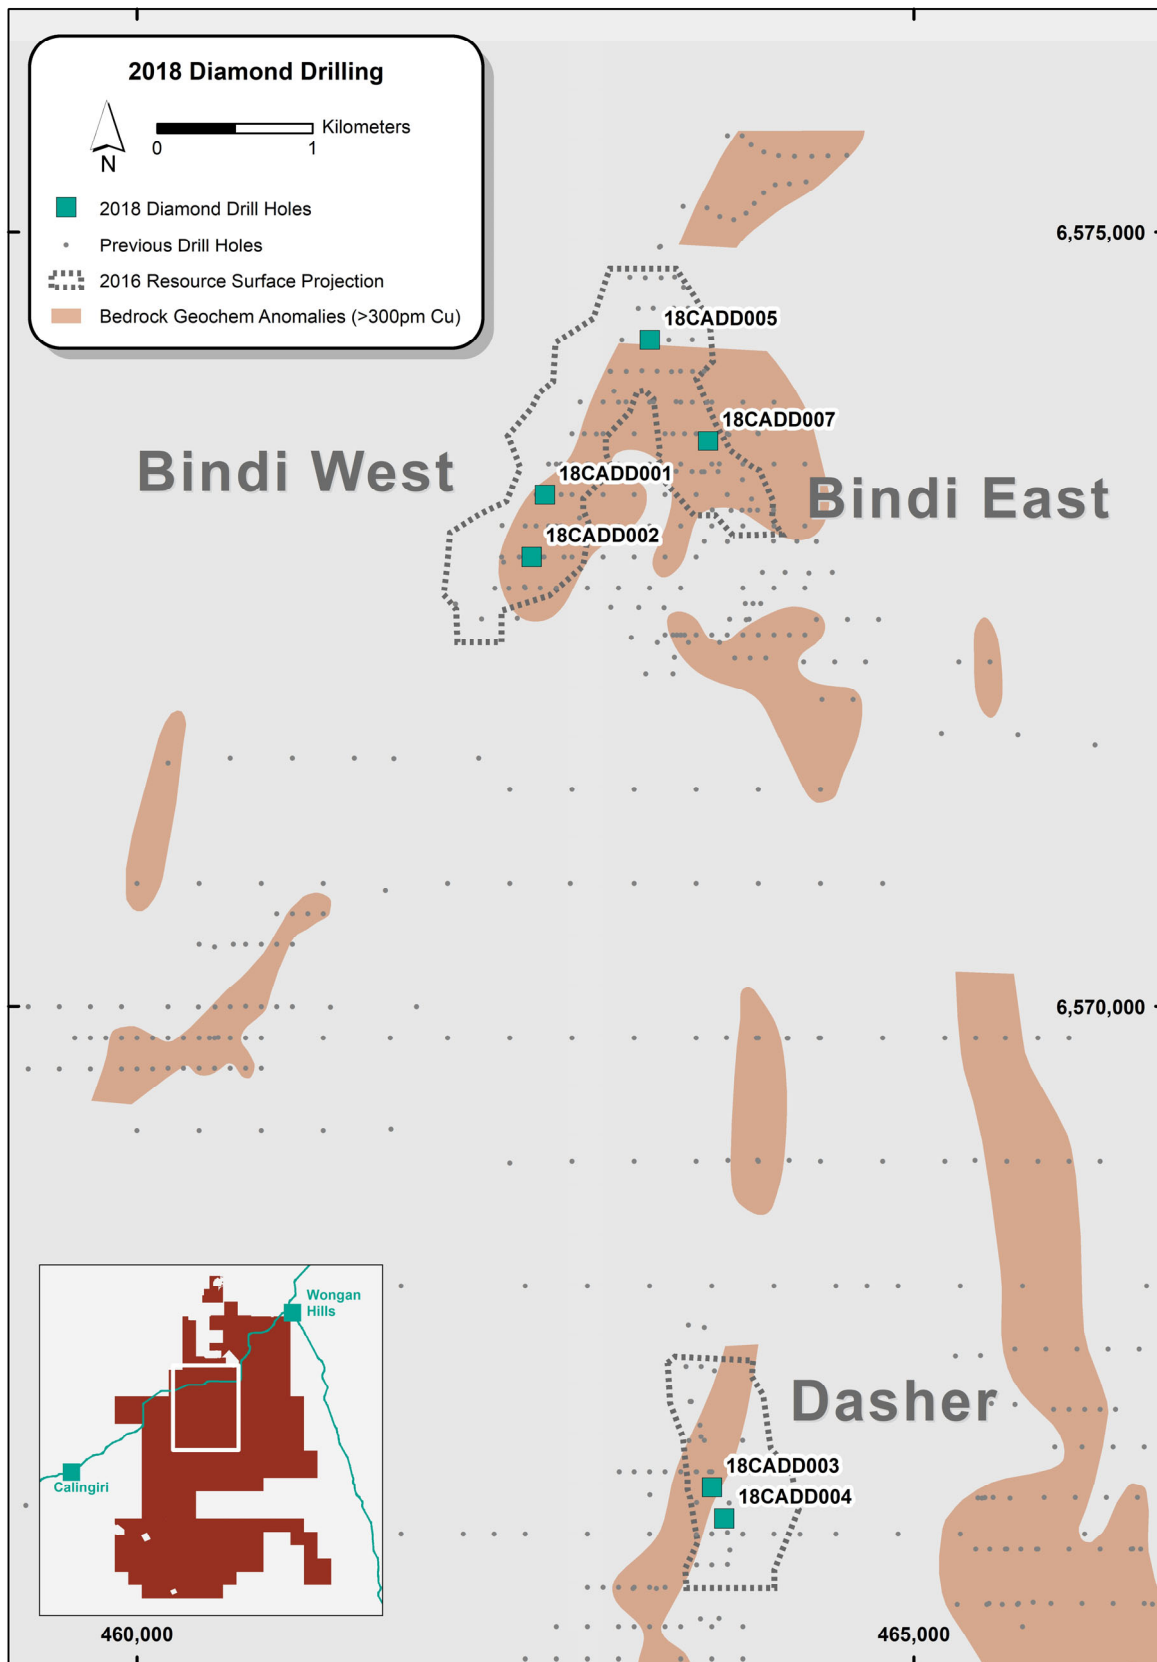 2018 Diamond Drilling
Kilometers
0 1
N
2018 Diamond Drill Holes
Previous Drill Holes
2016 Resource Surface Projection
Bedrock Geochem Anomalies (>300pm Cu)
6,575,000
18CADD005
18CADD007
Bindi West
18CADD001
Bindi East
18CADD002
6,570,000
Wongan
Hills
Dasher
18CADD003
Calingiri
18CADD004
460,000
465,000